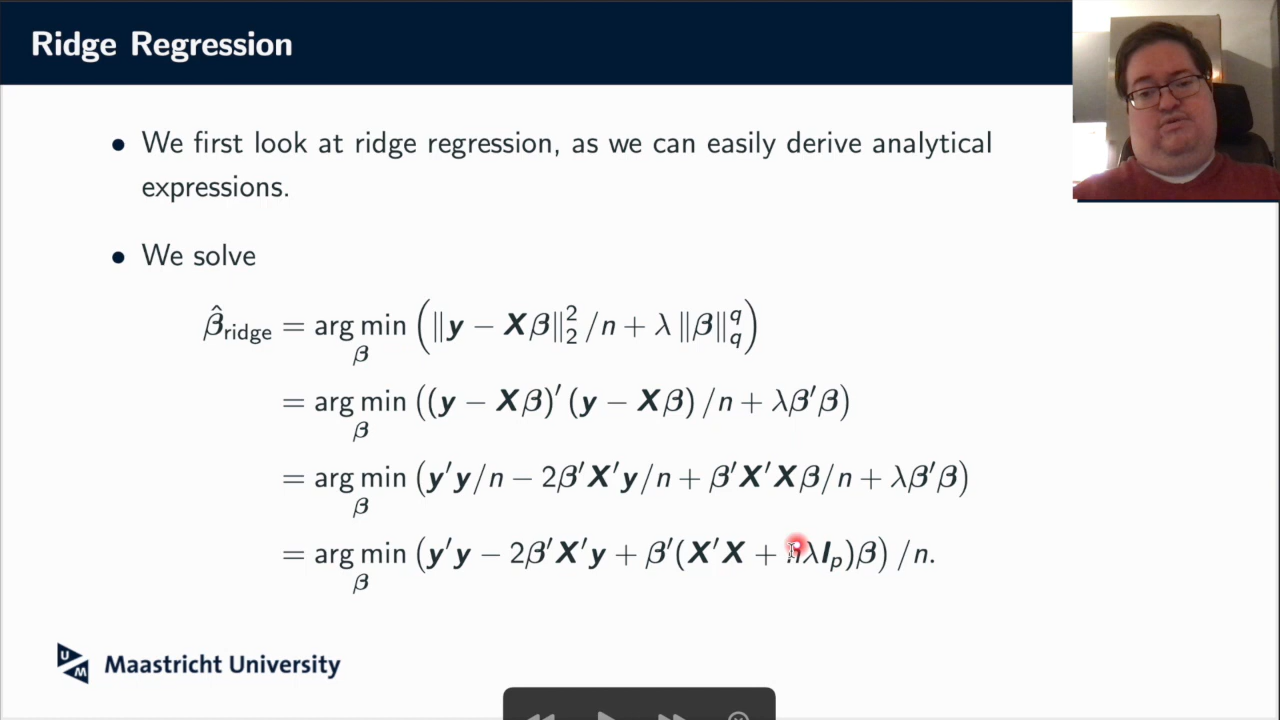 Ridge Regression
• We first look at ridge regression, as we can easily derive analytical
expressions.
• We solve
β̂_ridge = arg min_β (‖y − Xβ‖₂² /n + λ ‖β‖_q^q)
= arg min_β ((y − Xβ)′ (y − Xβ) /n + λβ′β)
= arg min_β (y′y/n − 2β′X′y/n + β′X′Xβ/n + λβ′β)
= arg min_β (y′y − 2β′X′y + β′(X′X + nλI_p)β) /n.
UM Maastricht University